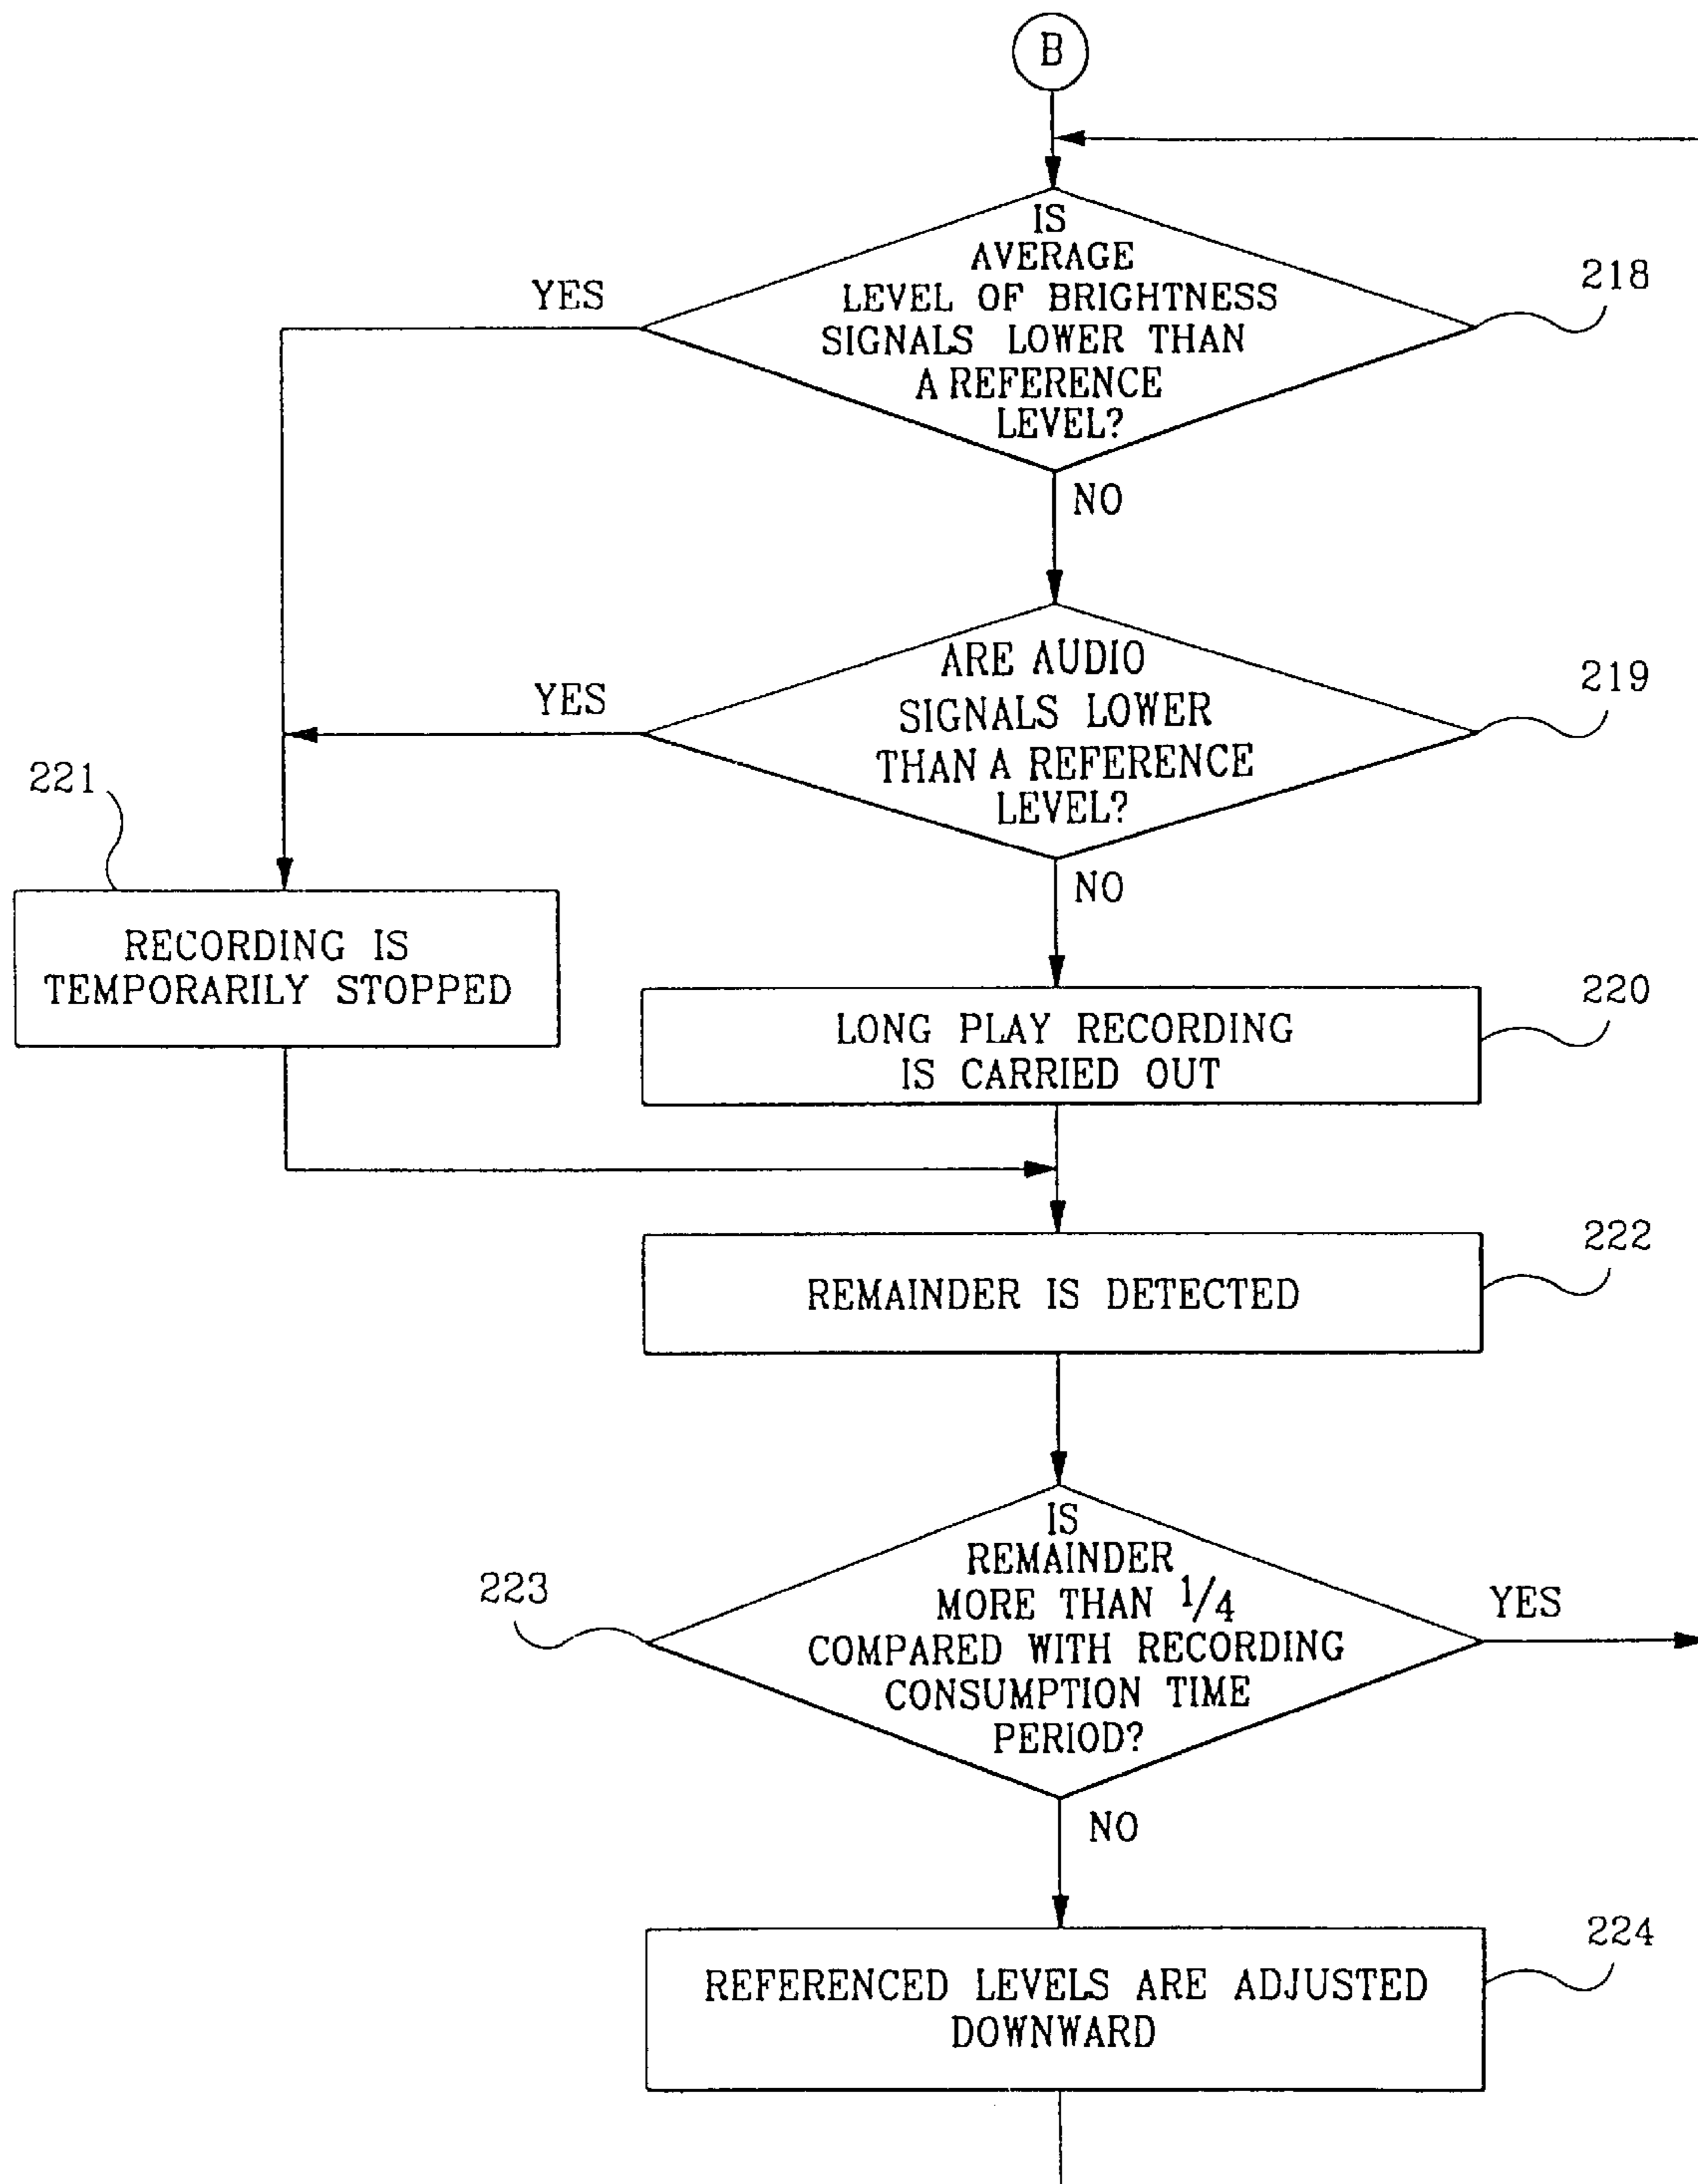 B
IS
AVERAGE
LEVEL OF BRIGHTNESS
SIGNALS LOWER THAN
A REFERENCE
LEVEL?
218
YES
NO
ARE AUDIO
SIGNALS LOWER
THAN A REFERENCE
LEVEL?
219
YES
NO
221
RECORDING IS
TEMPORARILY STOPPED
LONG PLAY RECORDING
IS CARRIED OUT
220
REMAINDER IS DETECTED
222
IS
REMAINDER
MORE THAN 1/4
COMPARED WITH RECORDING
CONSUMPTION TIME
PERIOD?
223
YES
NO
REFERENCED LEVELS ARE ADJUSTED
DOWNWARD
224